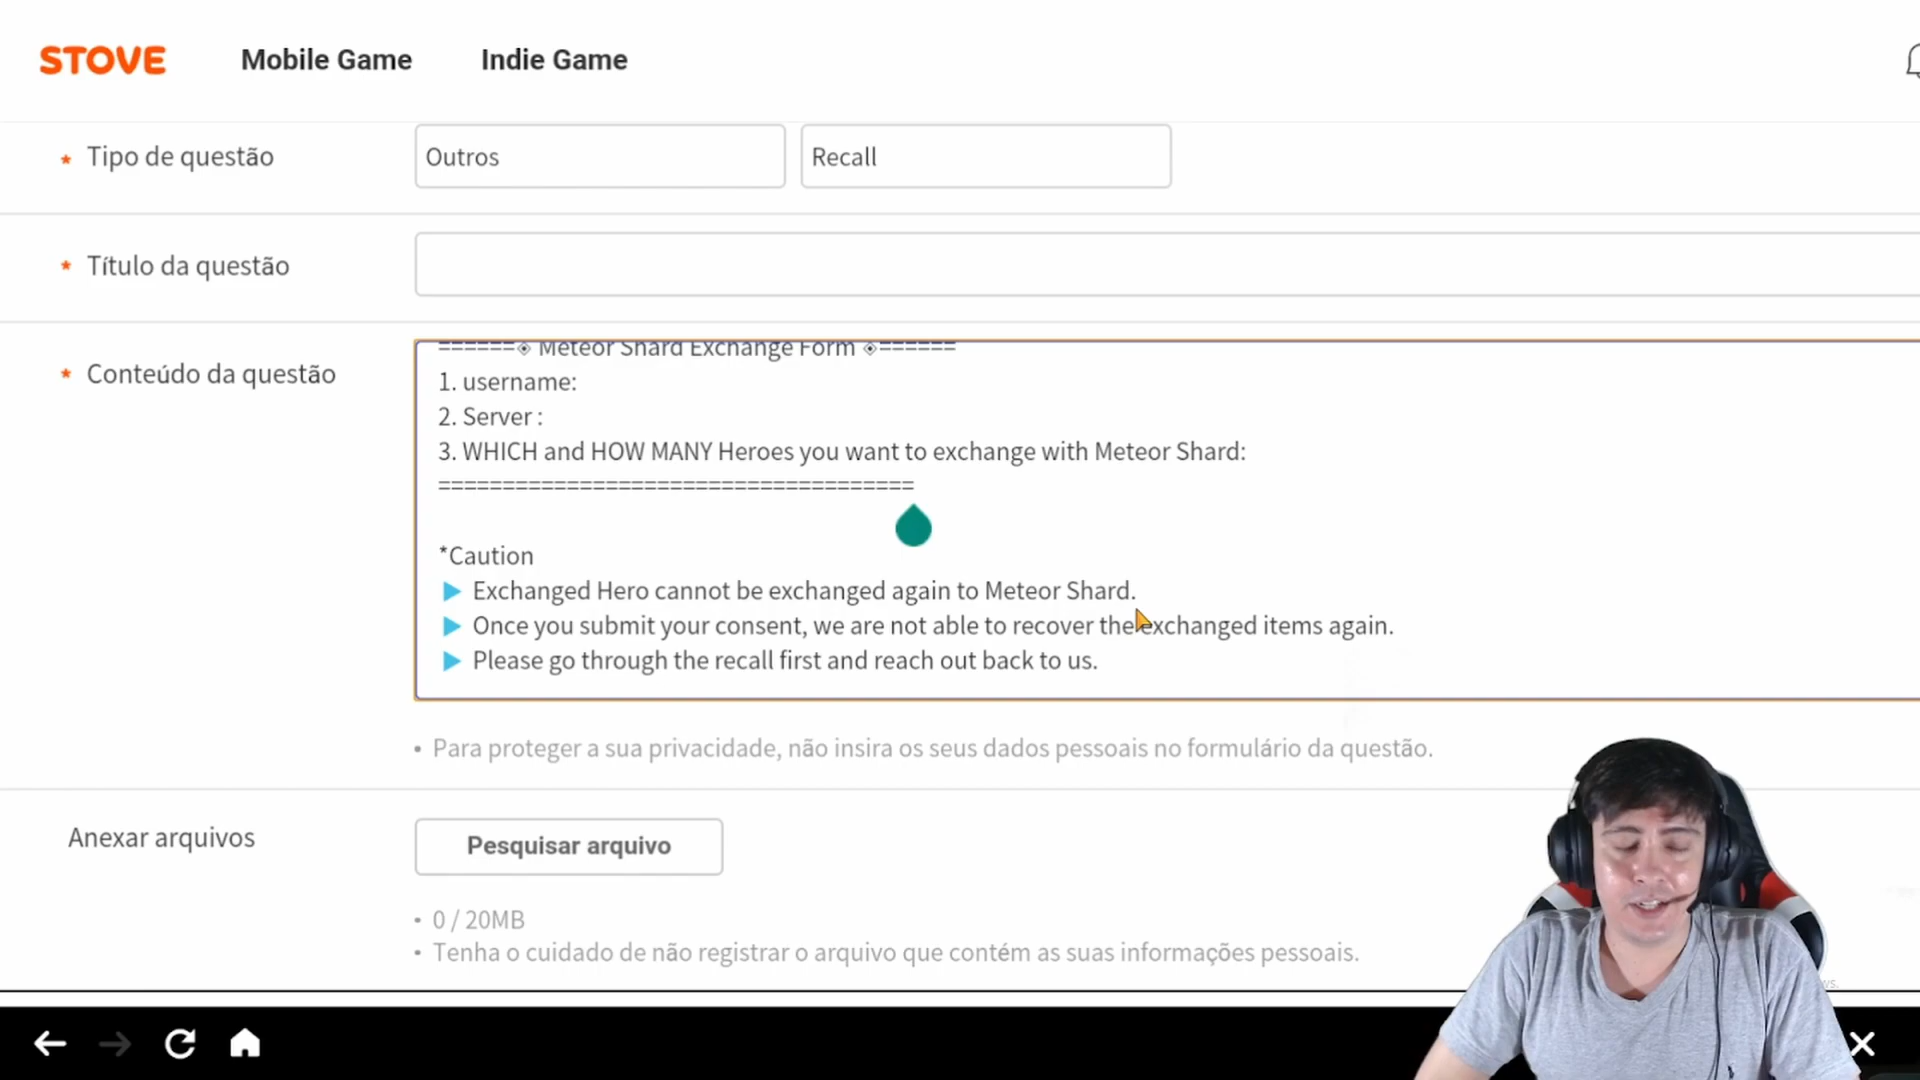 STOVE
Mobile Game
Indie Game
* Tipo de questão
Outros
Recall
* Título da questão
* Conteúdo da questão
======◈ Meteor Shard Exchange Form ◈======
1. username:
2. Server :
3. WHICH and HOW MANY Heroes you want to exchange with Meteor Shard:
=====================================
*Caution
▶ Exchanged Hero cannot be exchanged again to Meteor Shard.
▶ Once you submit your consent, we are not able to recover the exchanged items again.
▶ Please go through the recall first and reach out back to us.
• Para proteger a sua privacidade, não insira os seus dados pessoais no formulário da questão.
Anexar arquivos
Pesquisar arquivo
• 0 / 20MB
• Tenha o cuidado de não registrar o arquivo que contém as suas informações pessoais.